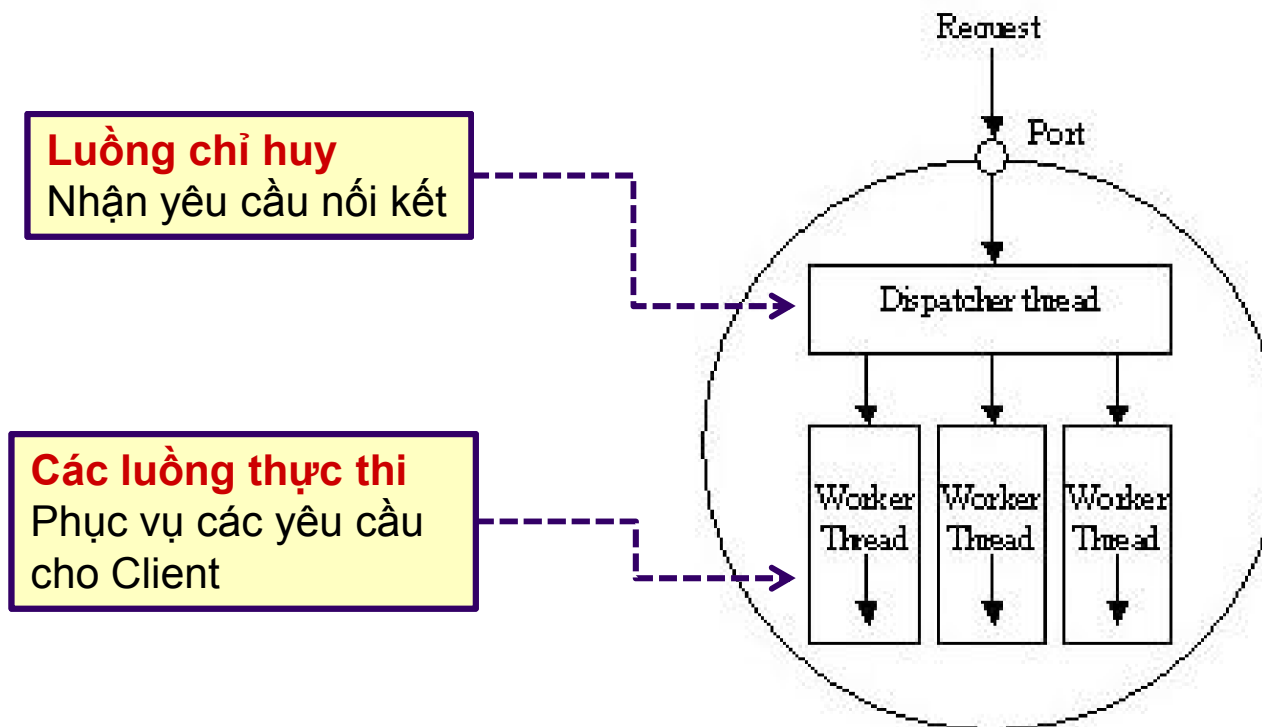 Request
Port
Luồng chỉ huy
Nhận yêu cầu nối kết
Dispatcher thread
Các luồng thực thi
Phục vụ các yêu cầu
cho Client
Worker
Thread
Worker
Thread
Worker
Thread